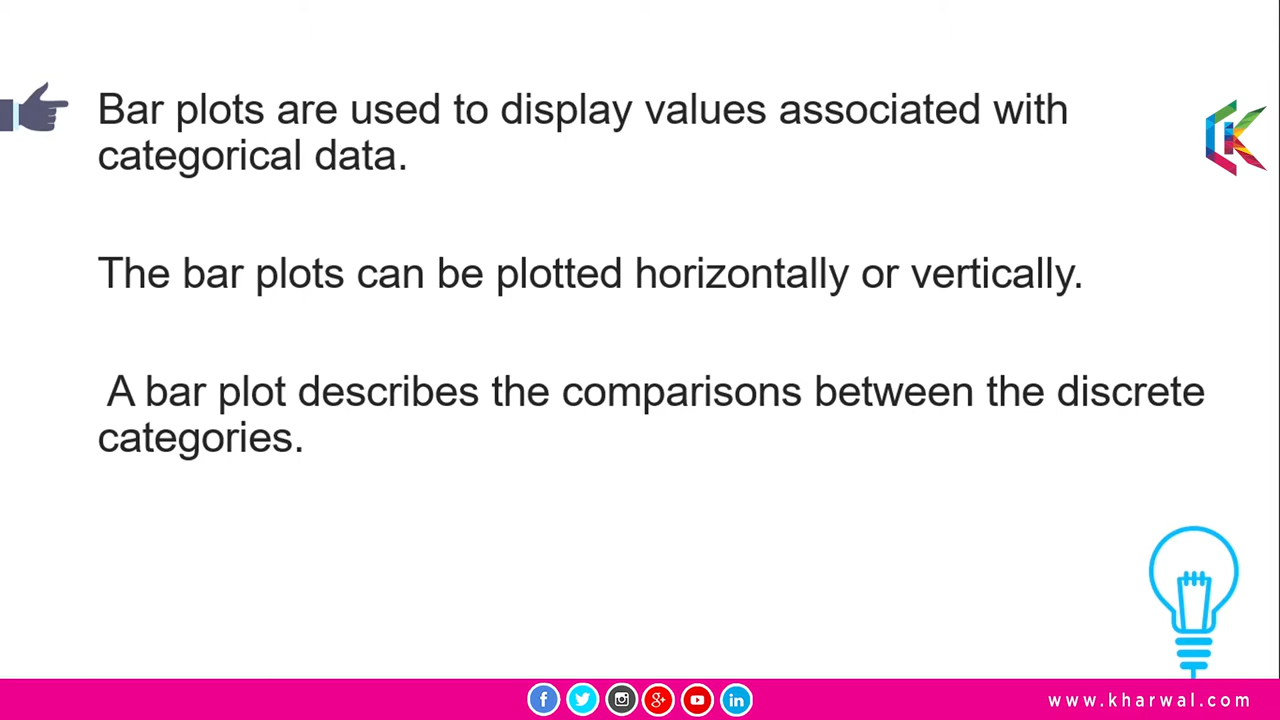 Bar plots are used to display values associated with
categorical data.
The bar plots can be plotted horizontally or vertically.
A bar plot describes the comparisons between the discrete
categories.
www.kharwal.com